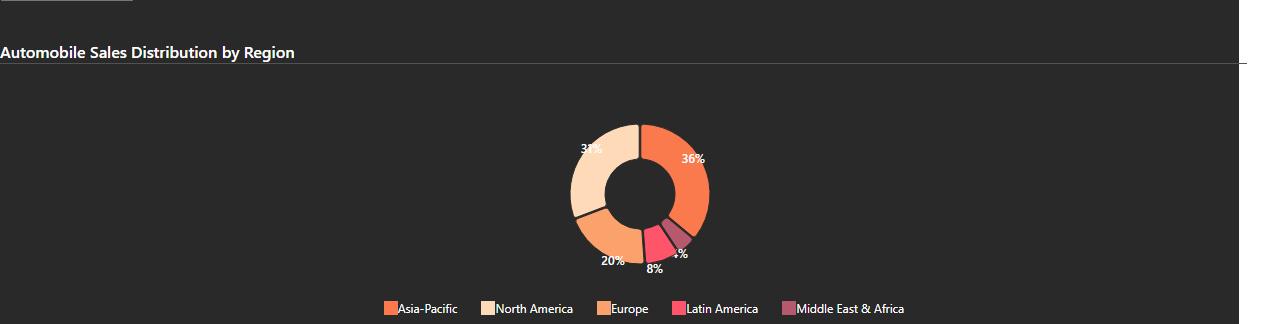 Automobile Sales Distribution by Region
31%
36%
20%
8%
4%
Asia-Pacific North America Europe Latin America Middle East & Africa